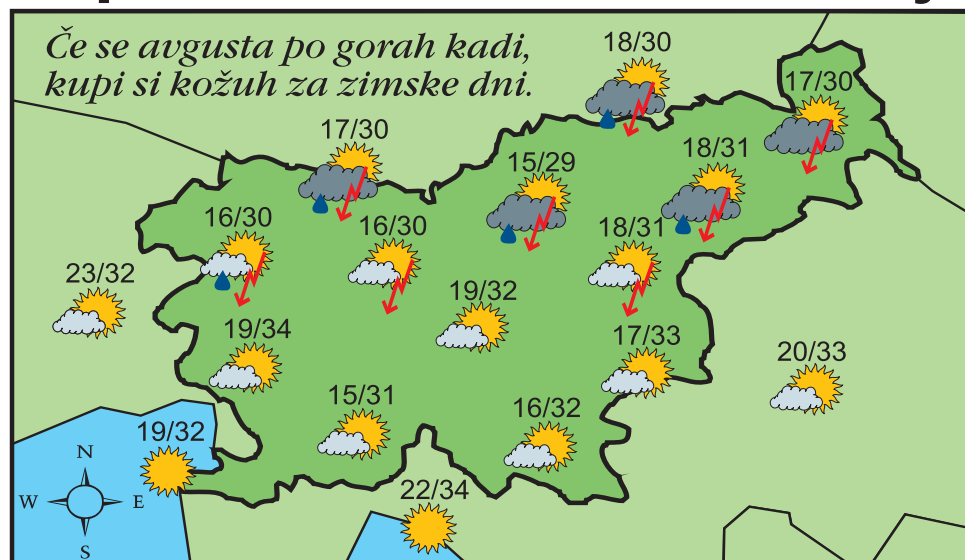 Če se avgusta po gorah kadi,
kupi si kožuh za zimske dni.
18/30
17/30
17/30
15/29
18/31
16/30
16/30
18/31
23/32
19/32
19/34
17/33
20/33
15/31
16/32
19/32
22/34
N
W
E
S